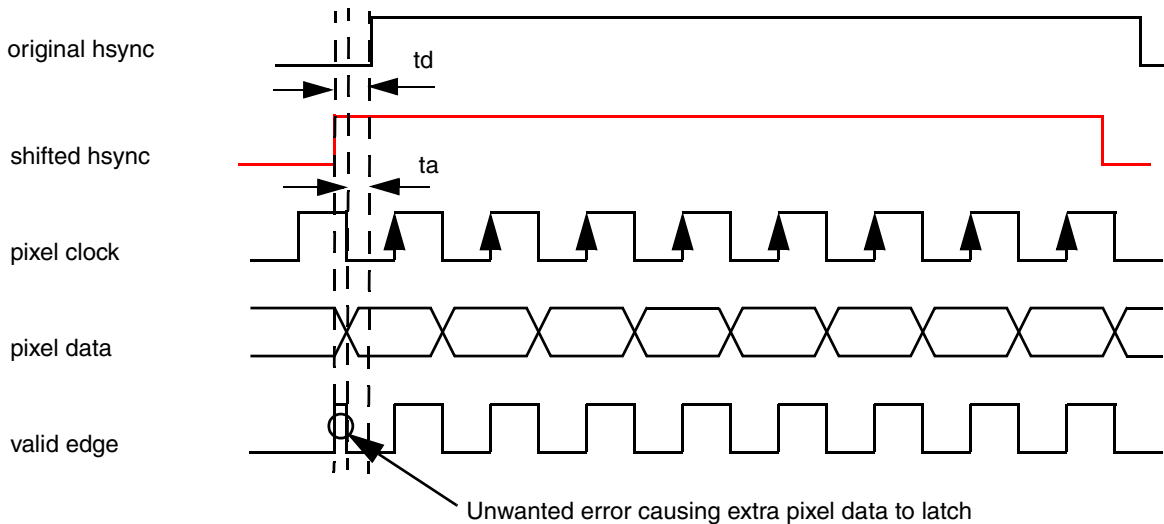 original hsync
td
shifted hsync
ta
pixel clock
pixel data
valid edge
Unwanted error causing extra pixel data to latch